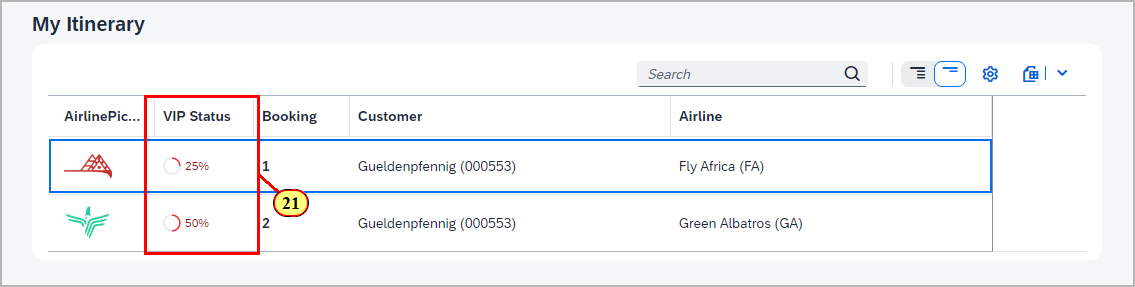 My Itinerary
Search
AirlinePic... VIP Status Booking Customer Airline
25% 1 Gueldenpfennig (000553) Fly Africa (FA)
21
50% 2 Gueldenpfennig (000553) Green Albatros (GA)